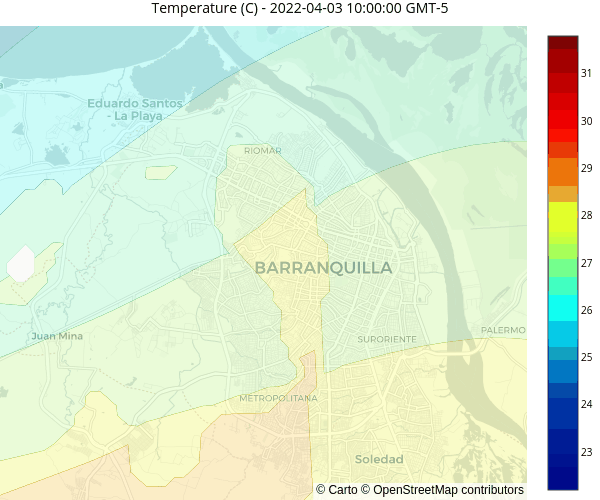 Temperature (C) - 2022-04-03 10:00:00 GMT-5
Eduardo Santos
- La Playa
RIOMAR
BARRANQUILLA
Juan Mina
SURORIENTE
PALERMO
METROPOLITANA
Soledad
© Carto © OpenStreetMap contributors
31
30
29
28
27
26
25
24
23